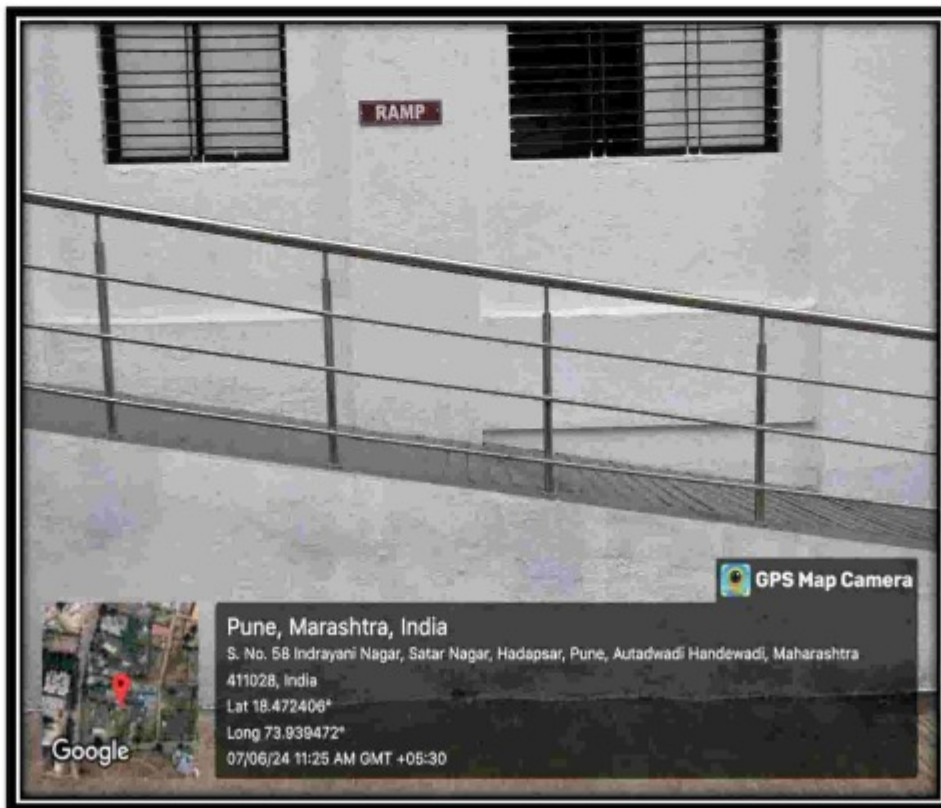 RAMP
GPS Map Camera
Pune, Marashtra, India
S. No. 58 Indrayani Nagar, Satar Nagar, Hadapsar, Pune, Autadwadi Handewadi, Maharashtra
411028, India
Lat 18.472406°
Long 73.939472°
07/06/24 11:25 AM GMT +05:30
Google